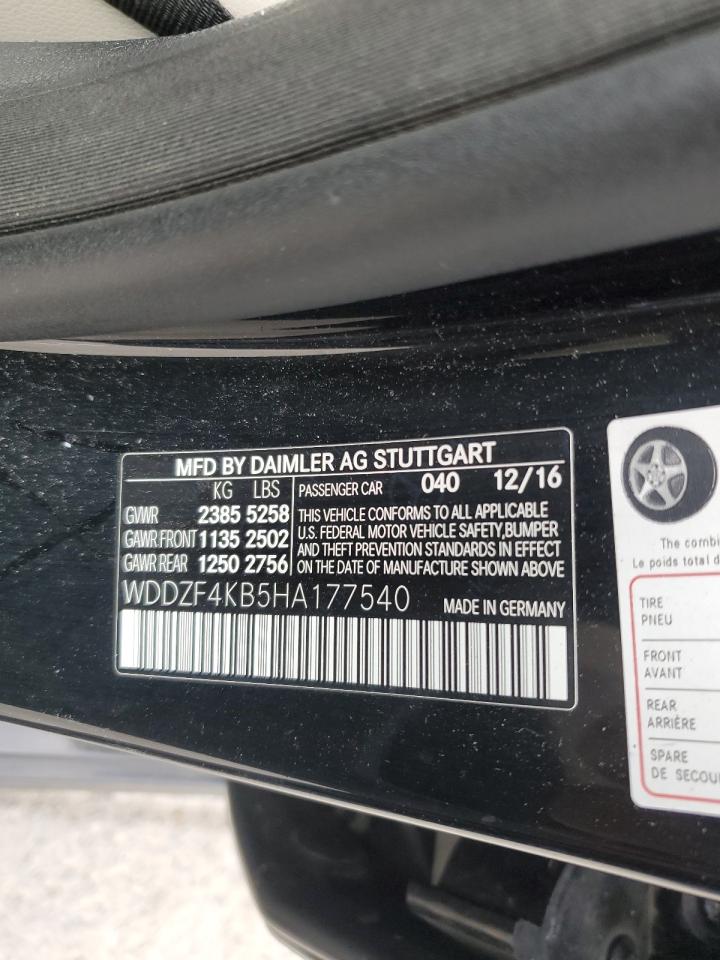 MFD BY DAIMLER AG STUTTGART
KG LBS
GVWR 2385 5258
GAWR FRONT 1135 2502
GAWR REAR 1250 2756
PASSENGER CAR 040 12/16
THIS VEHICLE CONFORMS TO ALL APPLICABLE
U.S. FEDERAL MOTOR VEHICLE SAFETY, BUMPER
AND THEFT PREVENTION STANDARDS IN EFFECT
ON THE DATE OF MANUFACTURE SHOWN ABOVE
WDDZF4KB5HA177540
MADE IN GERMANY
The combi
Le poids total d
TIRE
PNEU
FRONT
AVANT
REAR
ARRIÈRE
SPARE
DE SECOU